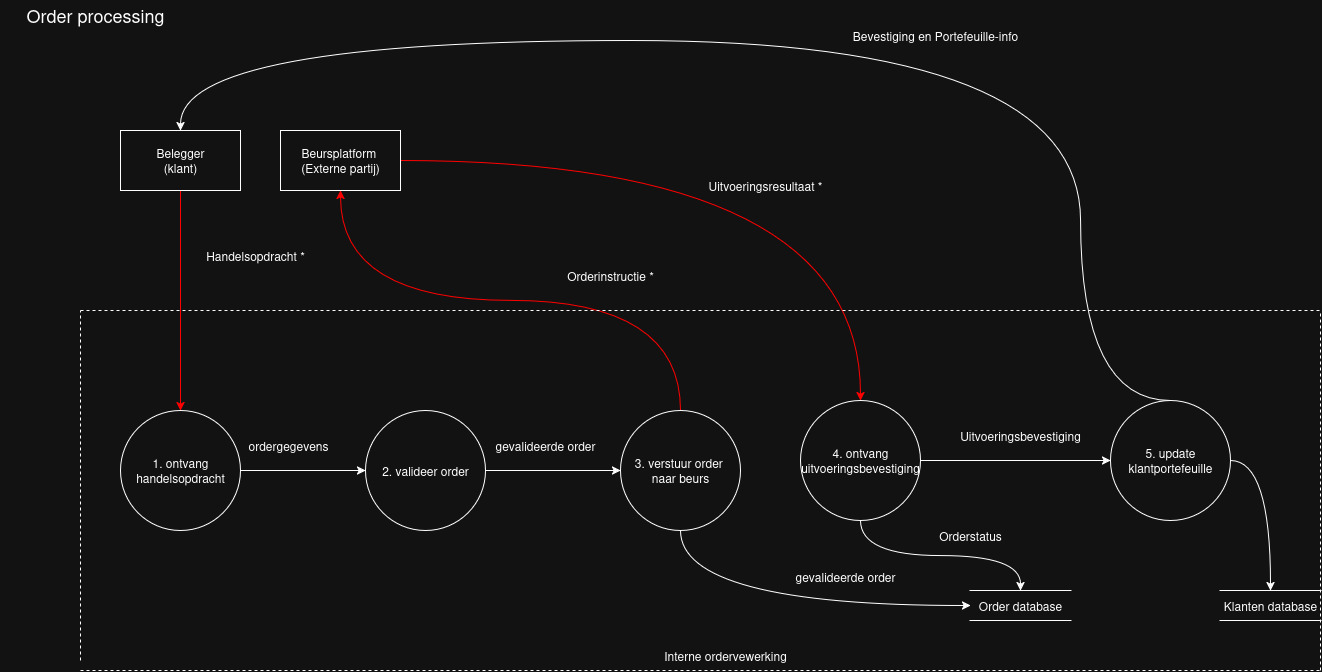 Order processing
Bevestiging en Portefeuille-info
Belegger
(klant)
Beursplatform
(Externe partij)
Uitvoeringsresultaat *
Handelsopdracht *
Orderinstructie *
1. ontvang
handelsopdracht
ordergegevens
2. valideer order
gevalideerde order
3. verstuur order
naar beurs
4. ontvang
uitvoeringsbevestiging
Uitvoeringsbevestiging
5. update
klantportefeuille
Orderstatus
gevalideerde order
Order database
Klanten database
Interne ordervewerking